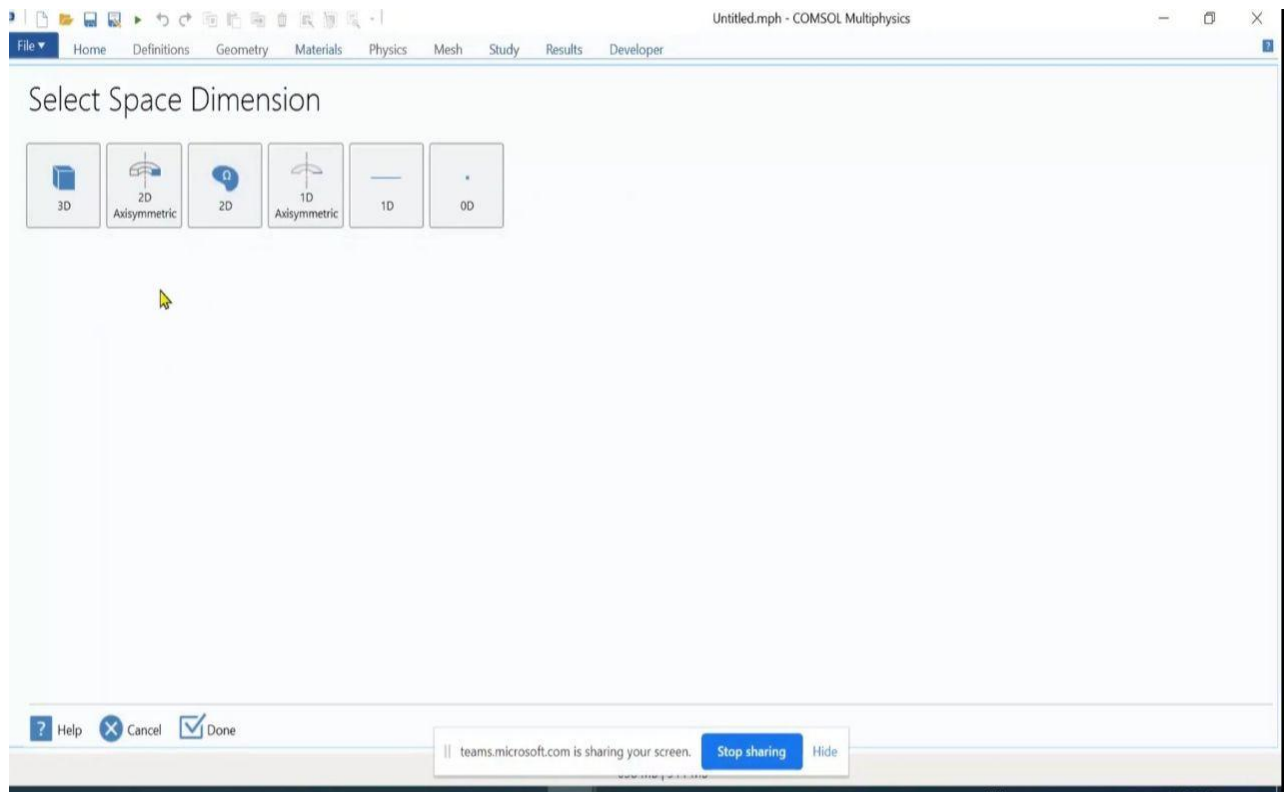 Untitled.mph - COMSOL Multiphysics
File Home Definitions Geometry Materials Physics Mesh Study Results Developer
?
Select Space Dimension
3D
2D
Axisymmetric
Ω
2D
1D
Axisymmetric
1D
0D
? Help Cancel Done
teams.microsoft.com is sharing your screen. Stop sharing Hide